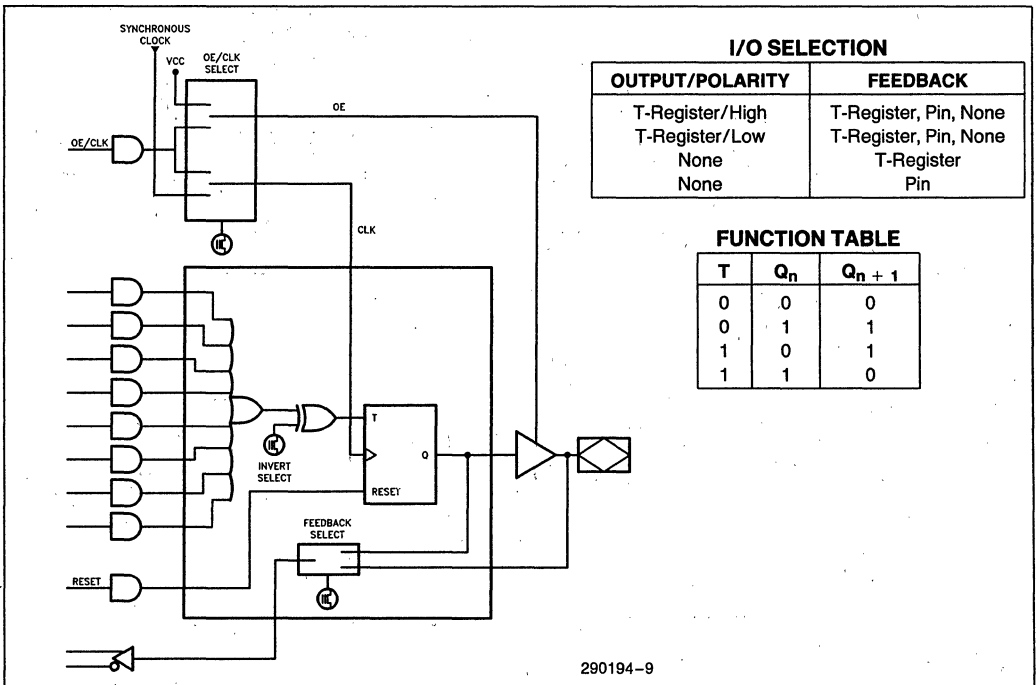 SYNCHRONOUS
CLOCK
VCC
OE/CLK
SELECT
OE
OE/CLK
CLK
T
Q
RESET
INVERT
SELECT
FEEDBACK
SELECT
RESET
I/O SELECTION
OUTPUT/POLARITY FEEDBACK
T-Register/High T-Register, Pin, None
T-Register/Low T-Register, Pin, None
None T-Register
None Pin
FUNCTION TABLE
T Qn Qn + 1
0 0 0
0 1 1
1 0 1
1 1 0
290194-9